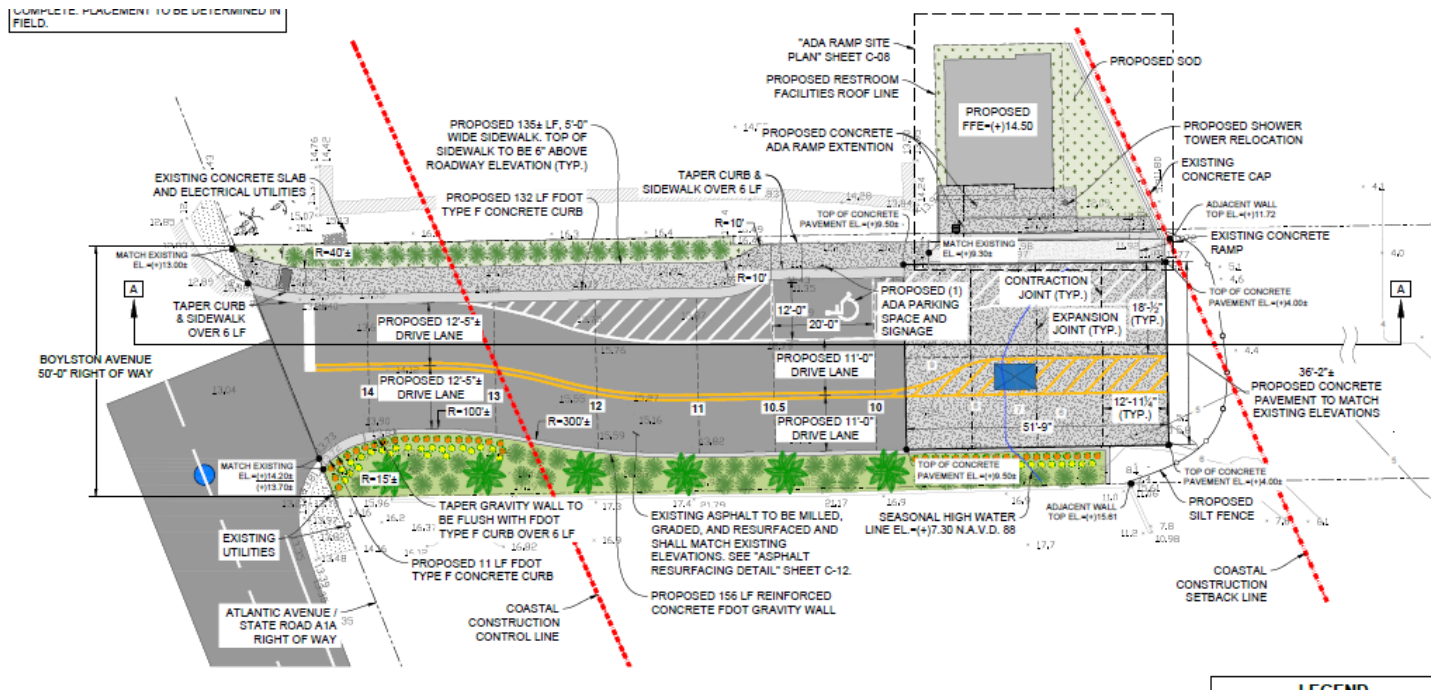 COMPLETE. PLACEMENT TO BE DETERMINED IN
FIELD.
"ADA RAMP SITE
PLAN" SHEET C-08
PROPOSED RESTROOM
FACILITIES ROOF LINE
PROPOSED SOD
PROPOSED
FFE=(+)14.50
PROPOSED CONCRETE
ADA RAMP EXTENTION
PROPOSED SHOWER
TOWER RELOCATION
EXISTING
CONCRETE CAP
PROPOSED 135± LF, 5'-0"
WIDE SIDEWALK. TOP OF
SIDEWALK TO BE 6" ABOVE
ROADWAY ELEVATION (TYP.)
EXISTING CONCRETE SLAB
AND ELECTRICAL UTILITIES
PROPOSED 132 LF FDOT
TYPE F CONCRETE CURB
TAPER CURB &
SIDEWALK OVER 6 LF
TOP OF CONCRETE
PAVEMENT EL.=(+)9.50±
ADJACENT WALL
TOP EL.=(+)11.72
EXISTING CONCRETE
RAMP
R=10'
R=40'±
MATCH EXISTING
EL.=(+)13.00±
MATCH EXISTING
EL.=(+)9.30±
R=10'
A
TAPER CURB
& SIDEWALK
OVER 6 LF
PROPOSED 12'-5"±
DRIVE LANE
12'-0"
20'-0"
PROPOSED (1)
ADA PARKING
SPACE AND
SIGNAGE
CONTRACTION
JOINT (TYP.)
EXPANSION
JOINT (TYP.)
18'-½"
(TYP.)
TOP OF CONCRETE
PAVEMENT EL.=(+)4.00±
A
BOYLSTON AVENUE
50'-0" RIGHT OF WAY
PROPOSED 12'-5"±
DRIVE LANE
PROPOSED 11'-0"
DRIVE LANE
36'-2"±
PROPOSED CONCRETE
PAVEMENT TO MATCH
EXISTING ELEVATIONS
14
13
12
11
10.5
10
R=100'±
R=300'±
PROPOSED 11'-0"
DRIVE LANE
12'-11¼"
(TYP.)
51'-9"
MATCH EXISTING
EL.=(+)14.20±
(+)13.70±
R=15'±
TOP OF CONCRETE
PAVEMENT EL.=(+)9.50±
TOP OF CONCRETE
PAVEMENT EL.=(+)4.00±
TAPER GRAVITY WALL TO
BE FLUSH WITH FDOT
TYPE F CURB OVER 6 LF
EXISTING ASPHALT TO BE MILLED,
GRADED, AND RESURFACED AND
SHALL MATCH EXISTING
ELEVATIONS. SEE "ASPHALT
RESURFACING DETAIL" SHEET C-12.
SEASONAL HIGH WATER
LINE EL.=(+)7.30 N.A.V.D. 88
ADJACENT WALL
TOP EL.=(+)15.61
PROPOSED
SILT FENCE
EXISTING
UTILITIES
PROPOSED 11 LF FDOT
TYPE F CONCRETE CURB
PROPOSED 156 LF REINFORCED
CONCRETE FDOT GRAVITY WALL
ATLANTIC AVENUE /
STATE ROAD A1A
RIGHT OF WAY
COASTAL
CONSTRUCTION
CONTROL LINE
COASTAL
CONSTRUCTION
SETBACK LINE
LEGEND